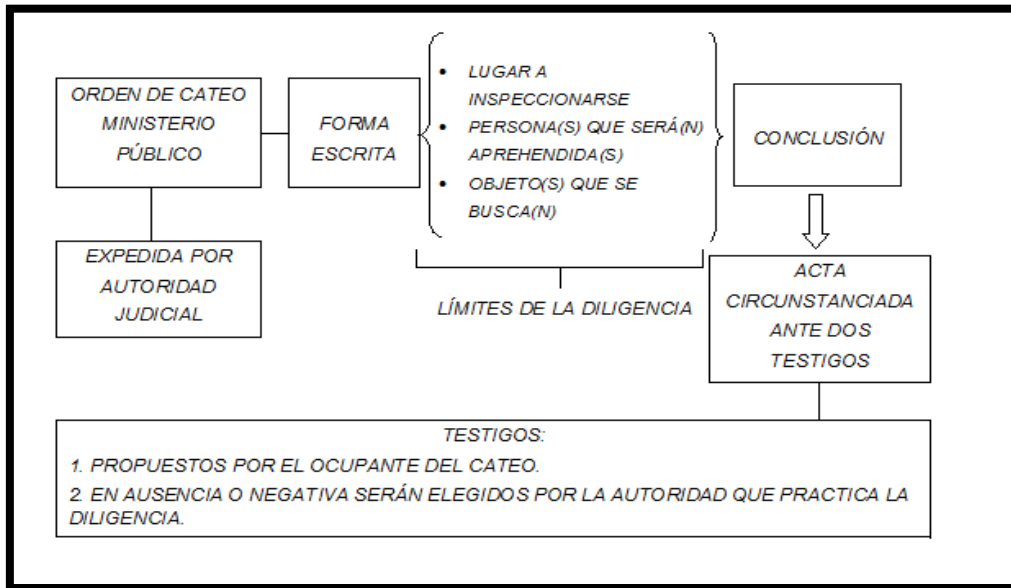 ORDEN DE CATEO
MINISTERIO
PÚBLICO
FORMA
ESCRITA
• LUGAR A
INSPECCIONARSE
• PERSONA(S) QUE SERÁ(N)
APREHENDIDA(S)
• OBJETO(S) QUE SE
BUSCA(N)
CONCLUSIÓN
EXPEDIDA POR
AUTORIDAD
JUDICIAL
LÍMITES DE LA DILIGENCIA
ACTA
CIRCUNSTANCIADA
ANTE DOS
TESTIGOS
TESTIGOS:
1. PROPUESTOS POR EL OCUPANTE DEL CATEO.
2. EN AUSENCIA O NEGATIVA SERÁN ELEGIDOS POR LA AUTORIDAD QUE PRACTICA LA
DILIGENCIA.